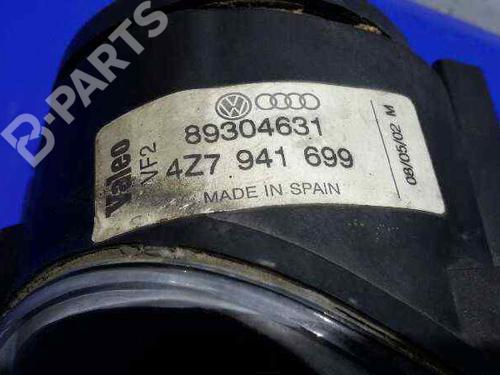 B-PARTS
Valeo
VF2
89304631
4Z7 941 699
MADE IN SPAIN
08/05/02 M